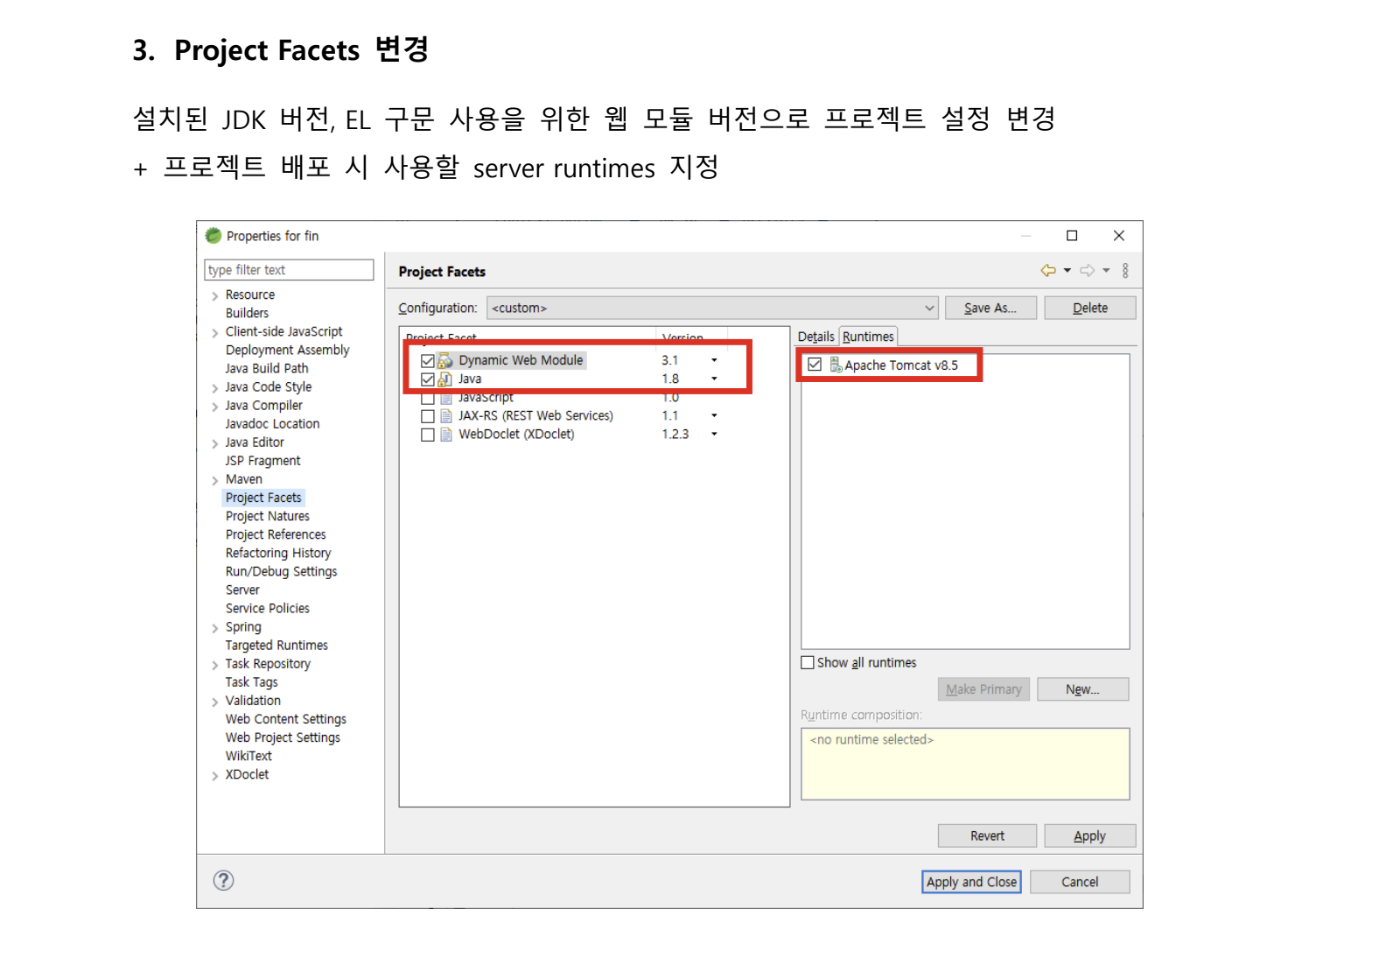 3. Project Facets 변경
설치된 JDK 버전, EL 구문 사용을 위한 웹 모듈 버전으로 프로젝트 설정 변경
+ 프로젝트 배포 시 사용할 server runtimes 지정
Properties for fin
type filter text
Resource
Builders
Client-side JavaScript
Deployment Assembly
Java Build Path
Java Code Style
Java Compiler
Javadoc Location
Java Editor
JSP Fragment
Maven
Project Facets
Project Natures
Project References
Refactoring History
Run/Debug Settings
Server
Service Policies
Spring
Targeted Runtimes
Task Repository
Task Tags
Validation
Web Content Settings
Web Project Settings
WikiText
XDoclet
Project Facets
Configuration: <custom> Save As... Delete
Project Facet Version
Dynamic Web Module 3.1
Java 1.8
JavaScript 1.0
JAX-RS (REST Web Services) 1.1
WebDoclet (XDoclet) 1.2.3
Details Runtimes
Apache Tomcat v8.5
Show all runtimes
Make Primary New...
Runtime composition:
<no runtime selected>
Revert Apply
? Apply and Close Cancel